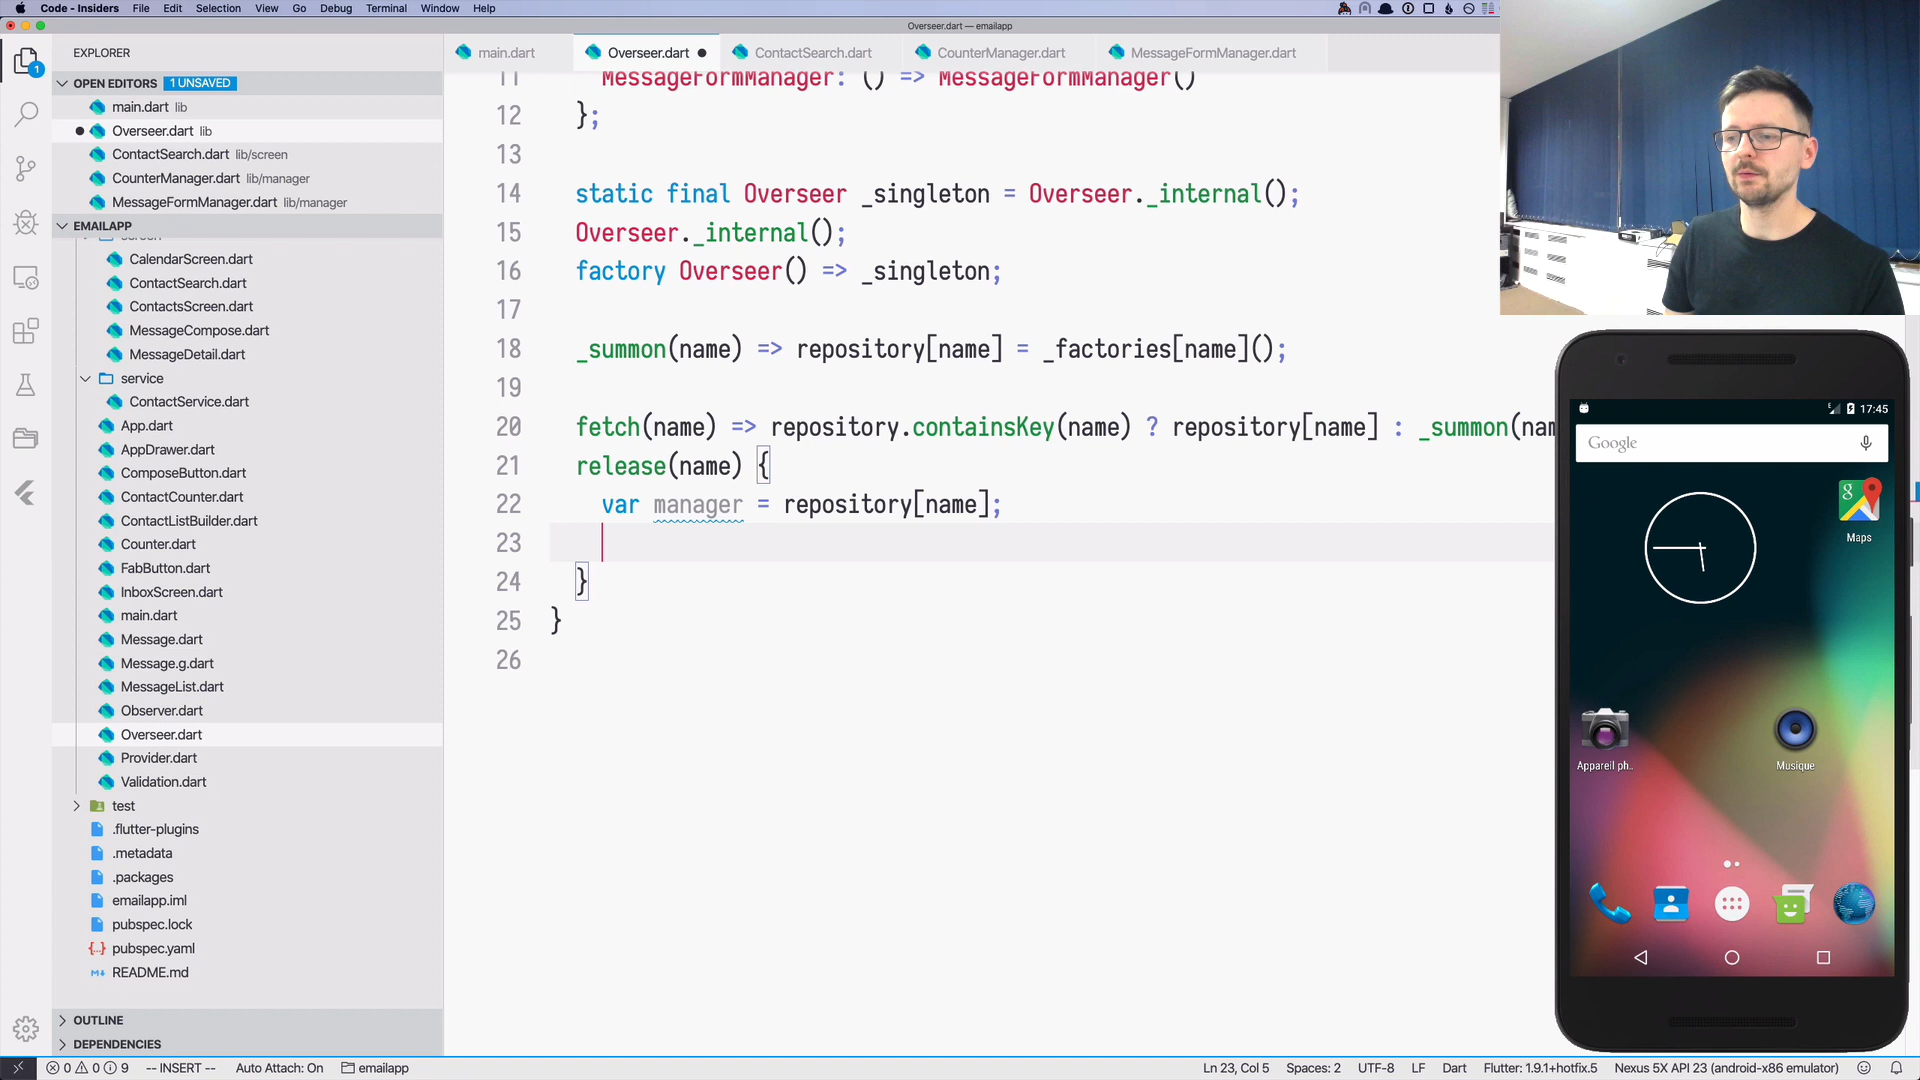 Code - Insiders File Edit Selection View Go Debug Terminal Window Help
Overseer.dart — emailapp
EXPLORER
main.dart
Overseer.dart
ContactSearch.dart
CounterManager.dart
MessageFormManager.dart
OPEN EDITORS 1 UNSAVED
main.dart lib
Overseer.dart lib
ContactSearch.dart lib/screen
CounterManager.dart lib/manager
MessageFormManager.dart lib/manager
EMAILAPP
screen
CalendarScreen.dart
ContactSearch.dart
ContactsScreen.dart
MessageCompose.dart
MessageDetail.dart
service
ContactService.dart
App.dart
AppDrawer.dart
ComposeButton.dart
ContactCounter.dart
ContactListBuilder.dart
Counter.dart
FabButton.dart
InboxScreen.dart
main.dart
Message.dart
Message.g.dart
MessageList.dart
Observer.dart
Overseer.dart
Provider.dart
Validation.dart
test
.flutter-plugins
.metadata
.packages
emailapp.iml
pubspec.lock
pubspec.yaml
README.md
OUTLINE
DEPENDENCIES
1
11 MessageFormManager: () => MessageFormManager()
12 };
13
14 static final Overseer _singleton = Overseer._internal();
15 Overseer._internal();
16 factory Overseer() => _singleton;
17
18 _summon(name) => repository[name] = _factories[name]();
19
20 fetch(name) => repository.containsKey(name) ? repository[name] : _summon(nam
21 release(name) {
22 var manager = repository[name];
23
24 }
25 }
26
17:45
Google
Maps
Appareil ph..
Musique
0 0 9 -- INSERT -- Auto Attach: On emailapp
Ln 23, Col 5 Spaces: 2 UTF-8 LF Dart Flutter: 1.9.1+hotfix.5 Nexus 5X API 23 (android-x86 emulator)